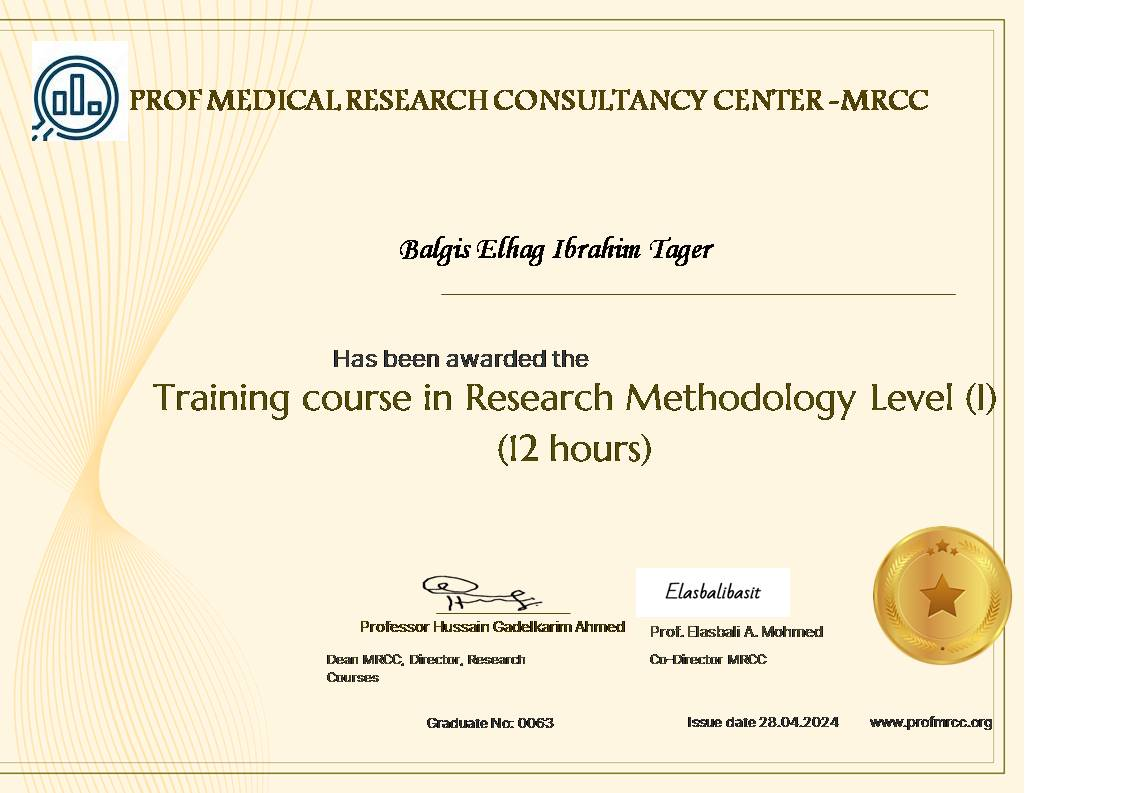 PROF MEDICAL RESEARCH CONSULTANCY CENTER -MRCC
Balgis Elhag Ibrahim Tager
Has been awarded the
Training course in Research Methodology Level (I)
(12 hours)
Elasbalibasit
Professor Hussain Gadelkarim Ahmed
Prof. Elasbali A. Mohmed
Dean MRCC, Director, Research
Courses
Co-Director MRCC
Graduate No: 0063
Issue date 28.04.2024
www.profmrcc.org